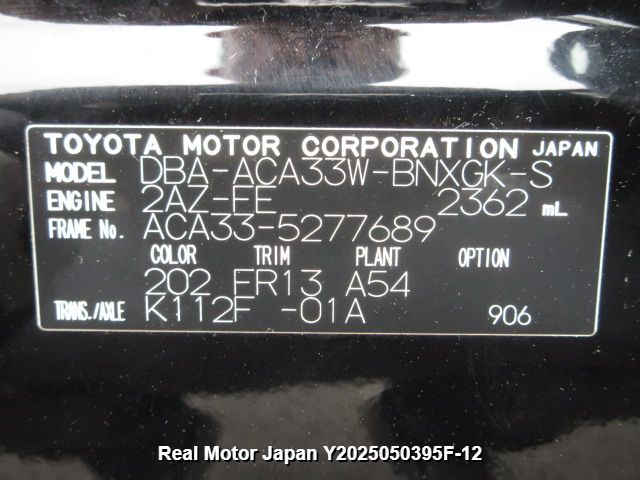 TOYOTA MOTOR CORPORATION JAPAN
MODEL DBA-ACA33W-BNXGK-S
ENGINE 2AZ-FE 2362 mL
FRAME No. ACA33-5277689
COLOR TRIM PLANT OPTION
202 FR13 A54
TRANS./AXLE K112F -01A 906
Real Motor Japan Y2025050395F-12